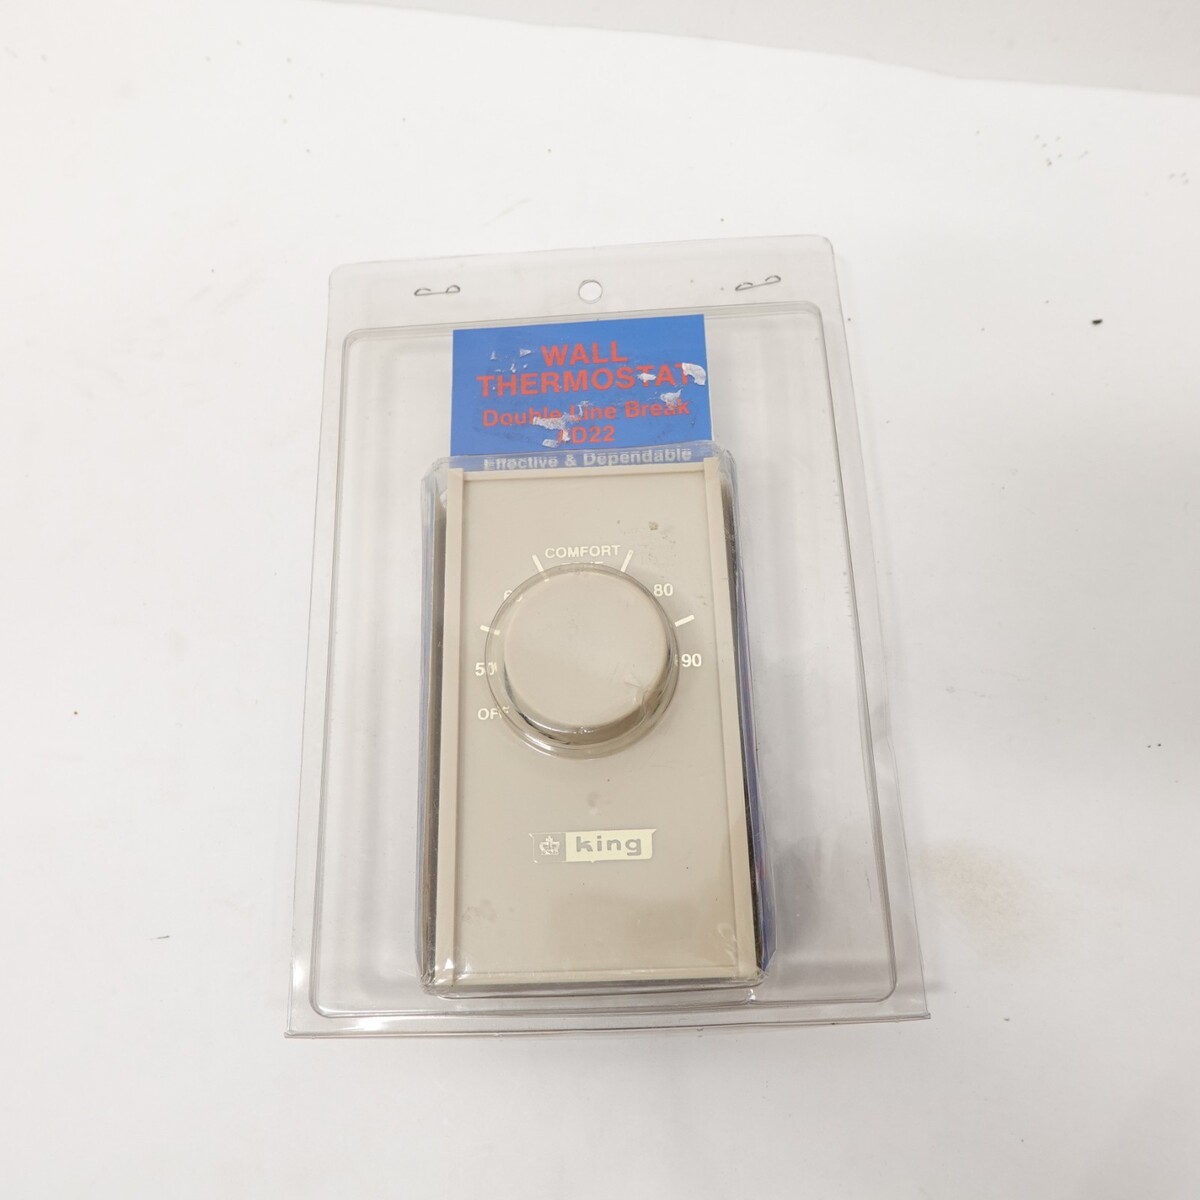 WALL
THERMOSTAT
Double Line Break
Effective & Dependable
COMFORT
80
50
90
OFF
king